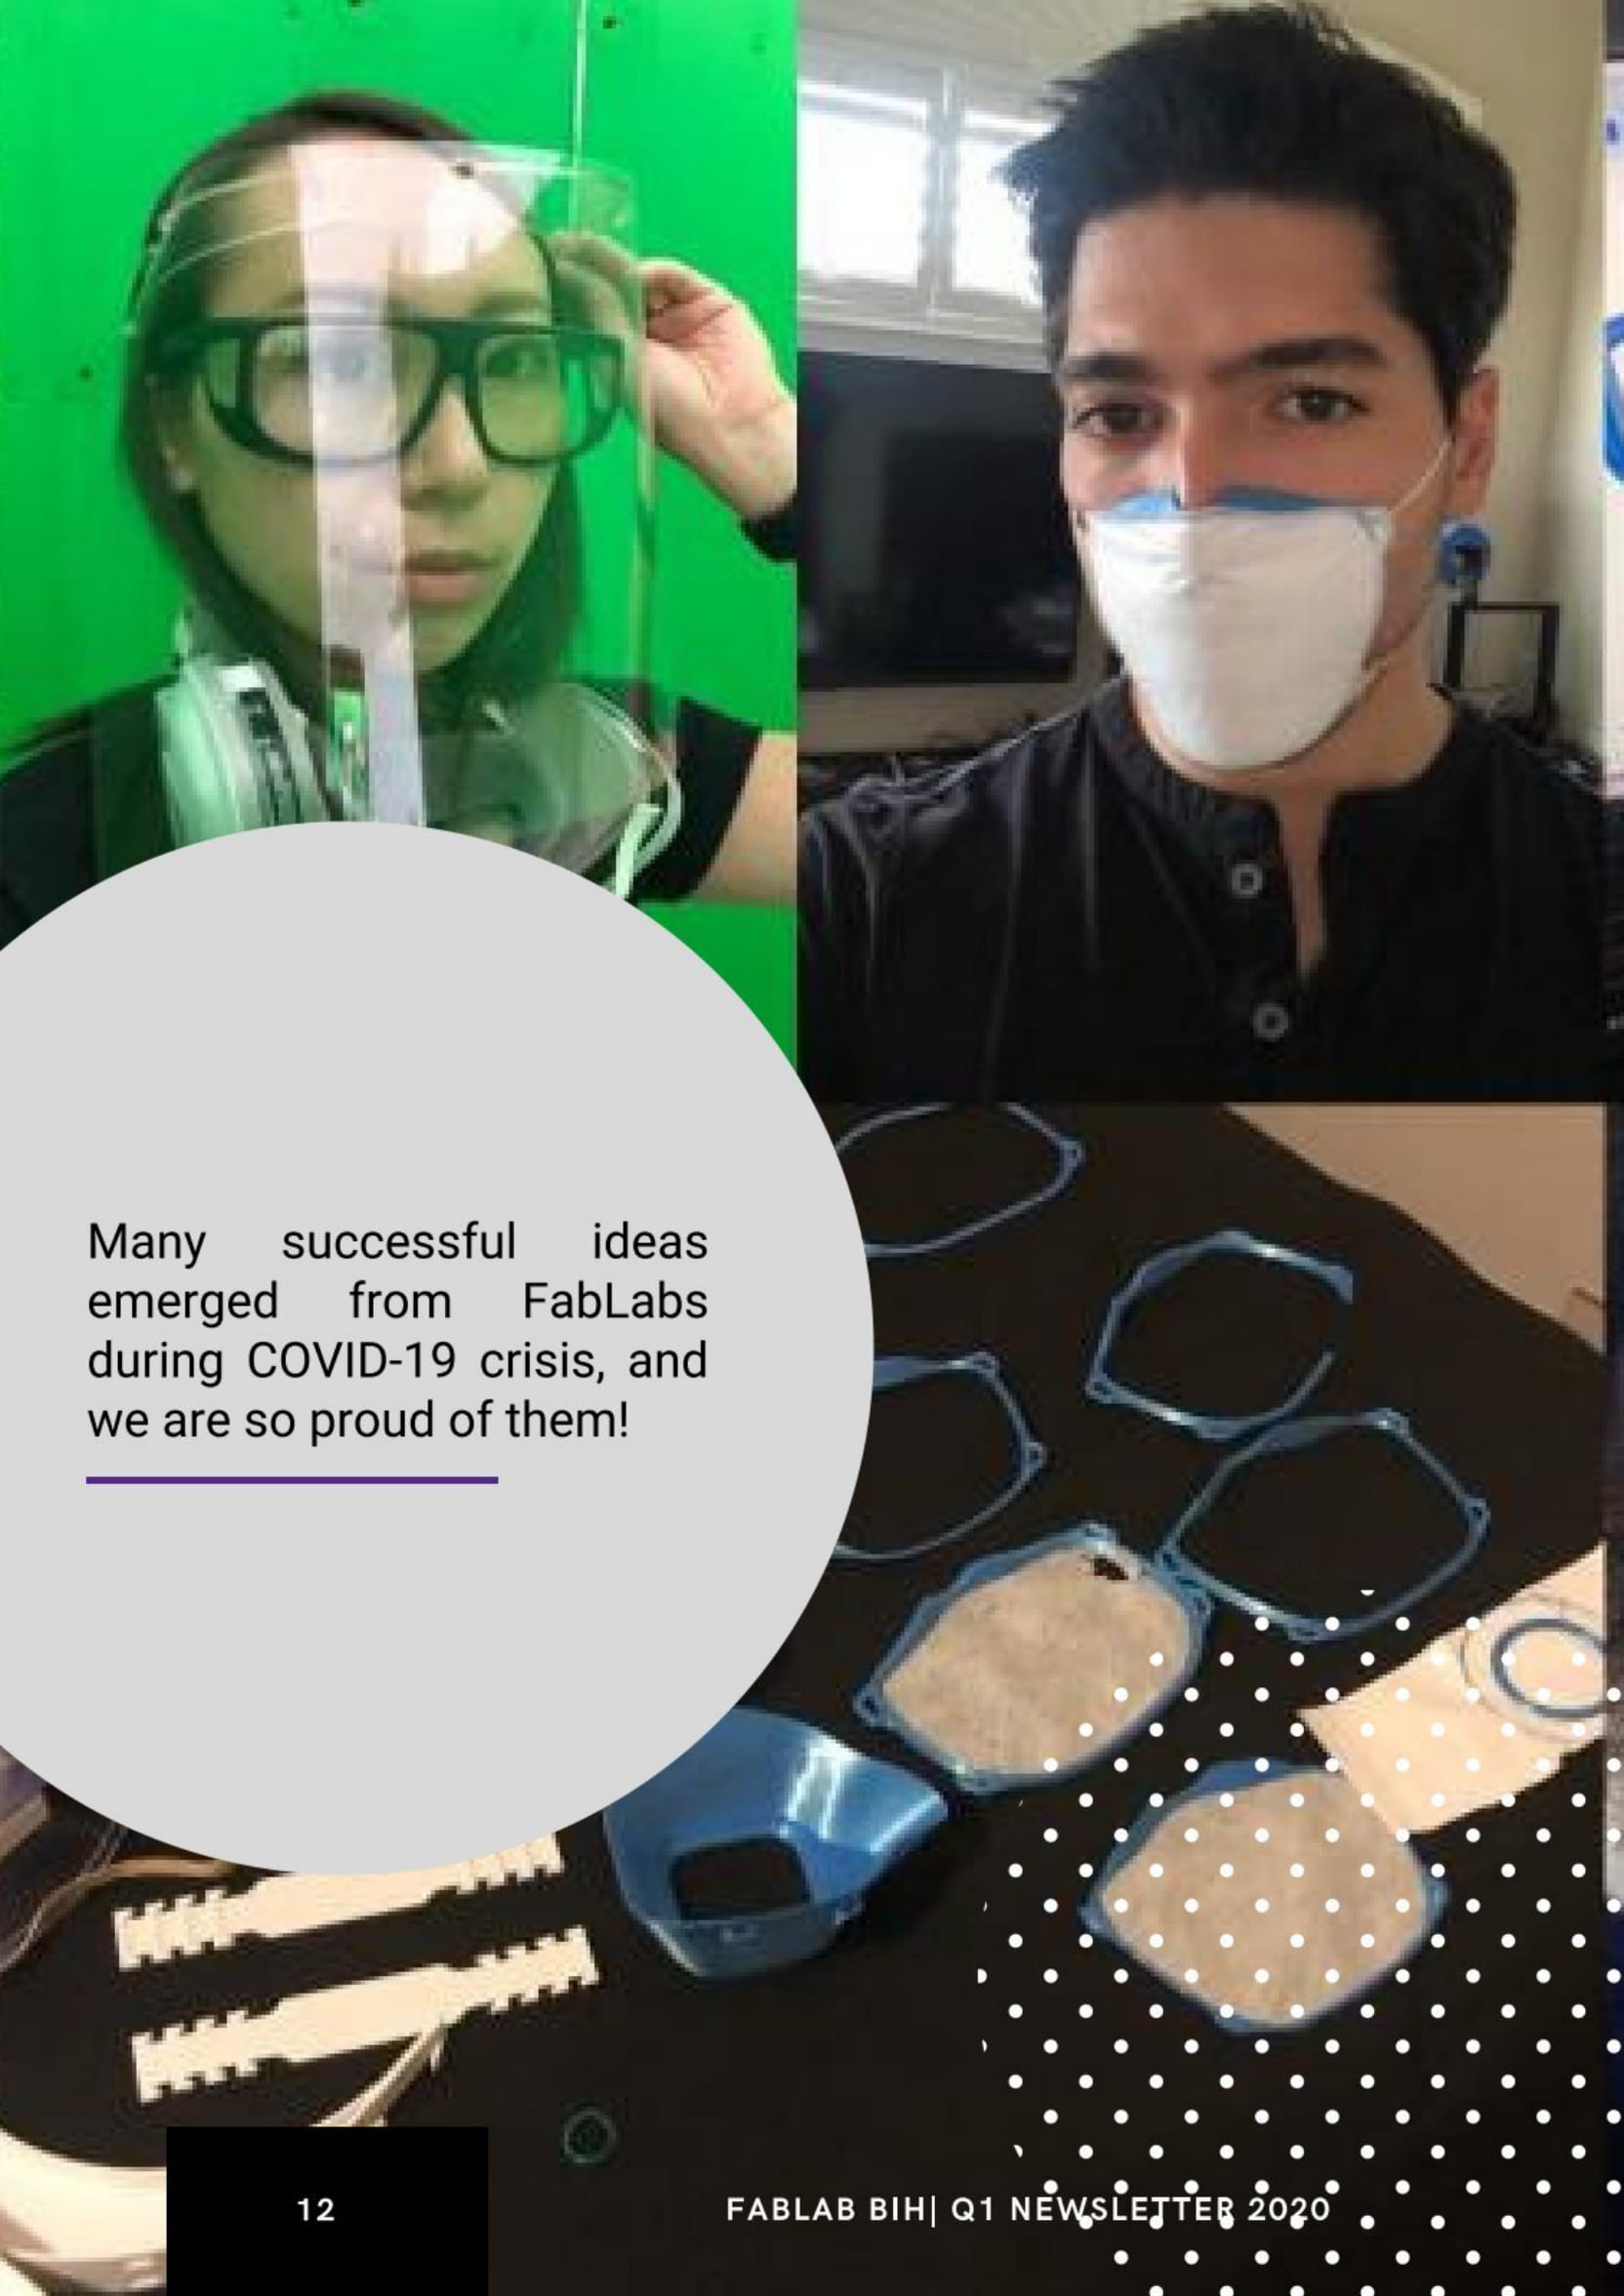 Many successful ideas
emerged from FabLabs
during COVID-19 crisis, and
we are so proud of them!
12
FABLAB BIH| Q1 NEWSLETTER 2020